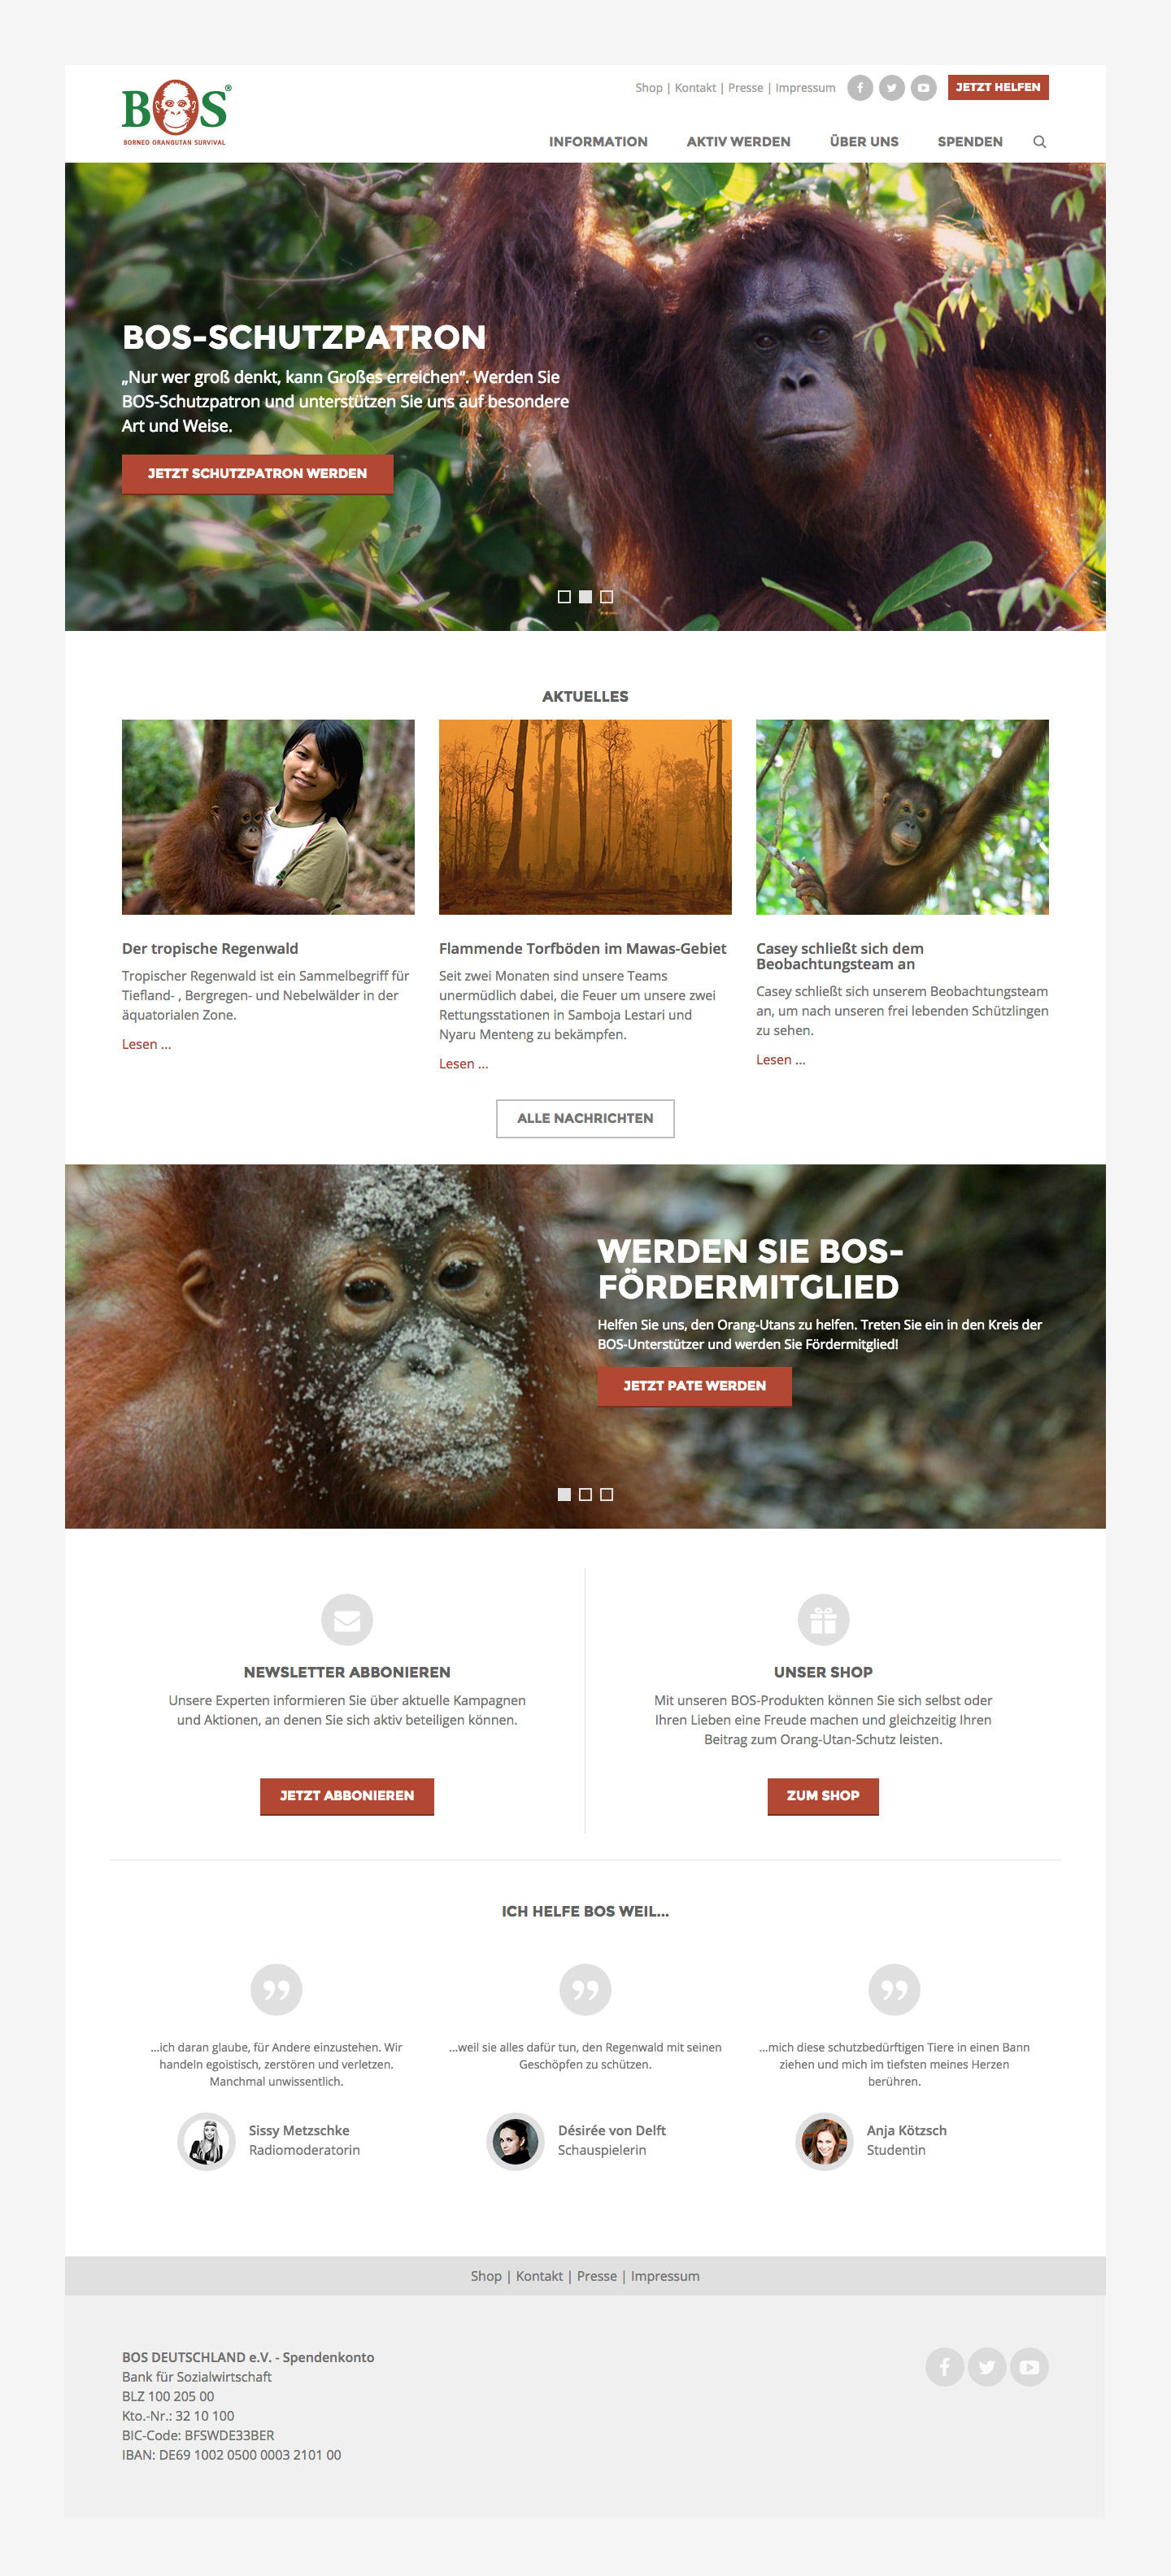 BOS®
BORNEO ORANGUTAN SURVIVAL
Shop | Kontakt | Presse | Impressum
JETZT HELFEN
INFORMATION
AKTIV WERDEN
ÜBER UNS
SPENDEN
BOS-SCHUTZPATRON
„Nur wer groß denkt, kann Großes erreichen“. Werden Sie
BOS-Schutzpatron und unterstützen Sie uns auf besondere
Art und Weise.
JETZT SCHUTZPATRON WERDEN
AKTUELLES
Der tropische Regenwald
Tropischer Regenwald ist ein Sammelbegriff für
Tiefland- , Bergregen- und Nebelwälder in der
äquatorialen Zone.
Lesen ...
Flammende Torfböden im Mawas-Gebiet
Seit zwei Monaten sind unsere Teams
unermüdlich dabei, die Feuer um unsere zwei
Rettungsstationen in Samboja Lestari und
Nyaru Menteng zu bekämpfen.
Lesen ...
Casey schließt sich dem
Beobachtungsteam an
Casey schließt sich unserem Beobachtungsteam
an, um nach unseren frei lebenden Schützlingen
zu sehen.
Lesen ...
ALLE NACHRICHTEN
WERDEN SIE BOS-
FÖRDERMITGLIED
Helfen Sie uns, den Orang-Utans zu helfen. Treten Sie ein in den Kreis der
BOS-Unterstützer und werden Sie Fördermitglied!
JETZT PATE WERDEN
NEWSLETTER ABBONIEREN
Unsere Experten informieren Sie über aktuelle Kampagnen
und Aktionen, an denen Sie sich aktiv beteiligen können.
JETZT ABBONIEREN
UNSER SHOP
Mit unseren BOS-Produkten können Sie sich selbst oder
Ihren Lieben eine Freude machen und gleichzeitig Ihren
Beitrag zum Orang-Utan-Schutz leisten.
ZUM SHOP
ICH HELFE BOS WEIL...
...ich daran glaube, für Andere einzustehen. Wir
handeln egoistisch, zerstören und verletzen.
Manchmal unwissentlich.
Sissy Metzschke
Radiomoderatorin
...weil sie alles dafür tun, den Regenwald mit seinen
Geschöpfen zu schützen.
Désirée von Delft
Schauspielerin
...mich diese schutzbedürftigen Tiere in einen Bann
ziehen und mich im tiefsten meines Herzen
berühren.
Anja Kötzsch
Studentin
Shop | Kontakt | Presse | Impressum
BOS DEUTSCHLAND e.V. - Spendenkonto
Bank für Sozialwirtschaft
BLZ 100 205 00
Kto.-Nr.: 32 10 100
BIC-Code: BFSWDE33BER
IBAN: DE69 1002 0500 0003 2101 00